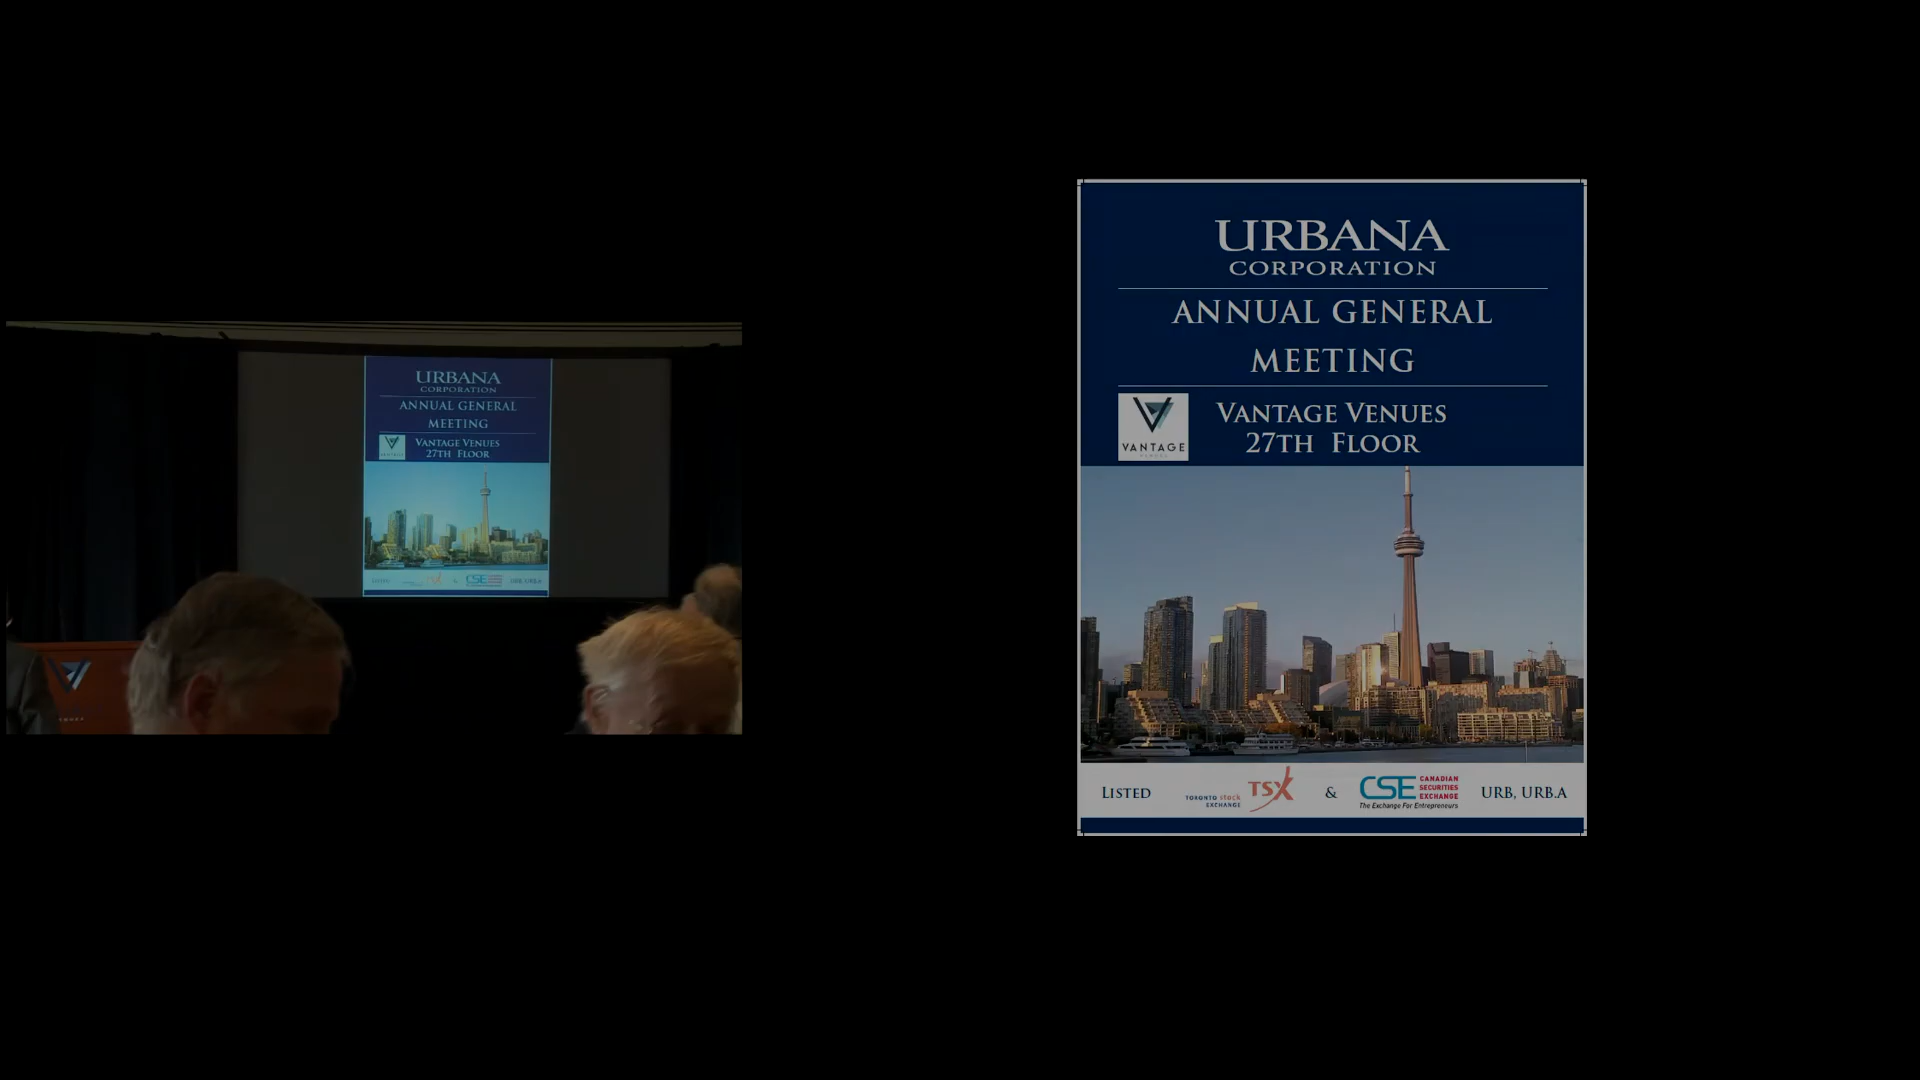 URBANA
CORPORATION
ANNUAL GENERAL
MEETING
VANTAGE VENUES
27TH FLOOR
CSE
URBANA
CORPORATION
ANNUAL GENERAL
MEETING
VANTAGE
VANTAGE VENUES
27TH FLOOR
LISTED
TORONTO stock
EXCHANGE
TSX
&
CSE
CANADIAN
SECURITIES
EXCHANGE
The Exchange For Entrepreneurs
URB, URB.A